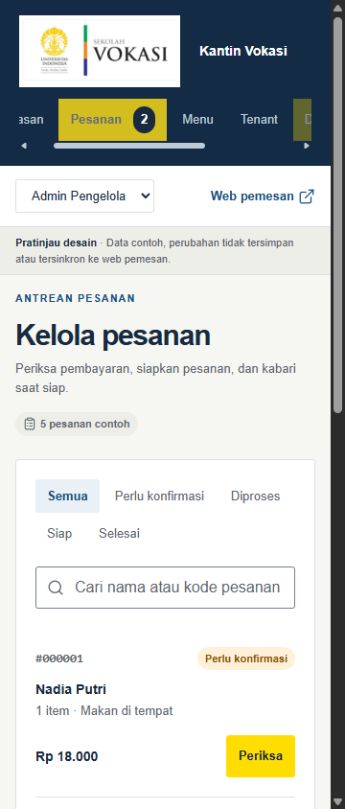 SEKOLAH
VOKASI
UNIVERSITAS
INDONESIA
Kantin Vokasi
asan
Pesanan 2
Menu
Tenant
Admin Pengelola
Web pemesan
Pratinjau desain · Data contoh, perubahan tidak tersimpan
atau tersinkron ke web pemesan.
ANTREAN PESANAN
Kelola pesanan
Periksa pembayaran, siapkan pesanan, dan kabari
saat siap.
5 pesanan contoh
Semua
Perlu konfirmasi
Diproses
Siap
Selesai
Cari nama atau kode pesanan
#000001
Perlu konfirmasi
Nadia Putri
1 item · Makan di tempat
Rp 18.000
Periksa